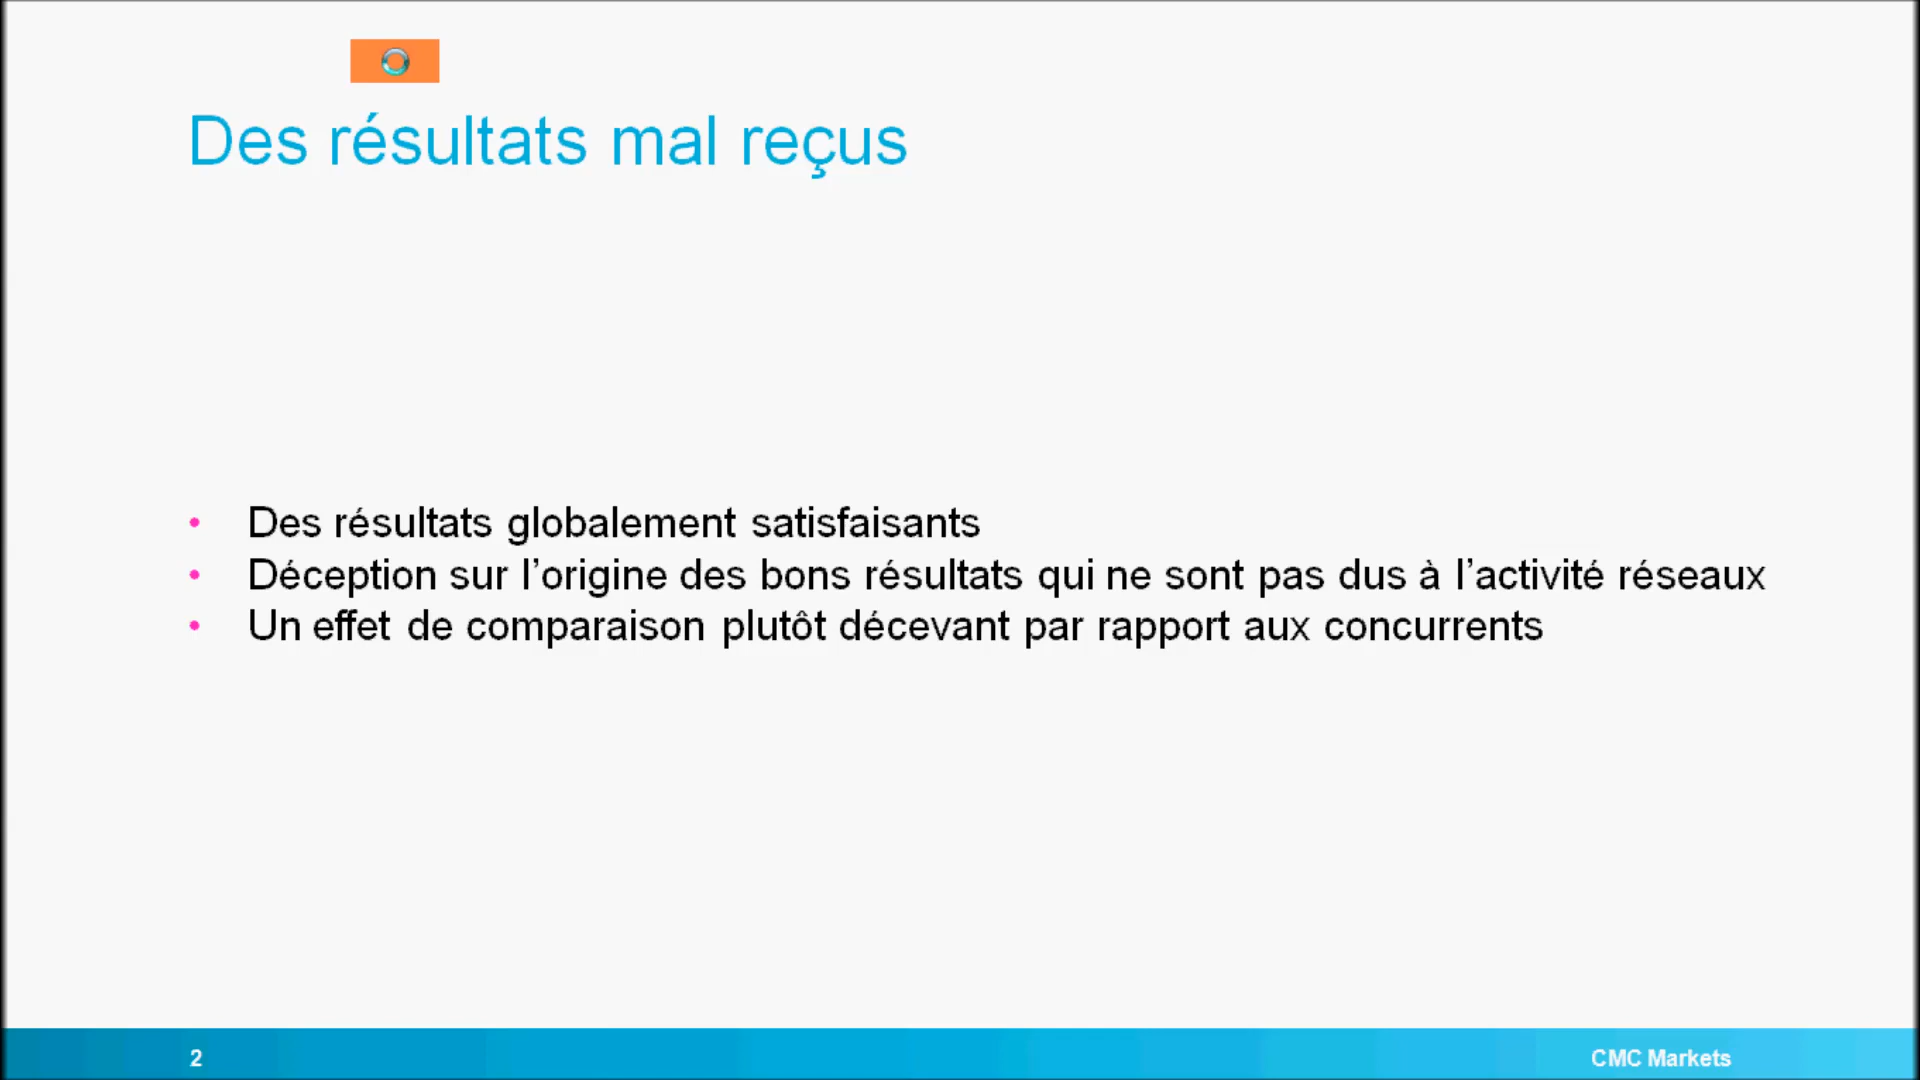 Des résultats mal reçus
• Des résultats globalement satisfaisants
• Déception sur l’origine des bons résultats qui ne sont pas dus à l’activité réseaux
• Un effet de comparaison plutôt décevant par rapport aux concurrents
2
CMC Markets